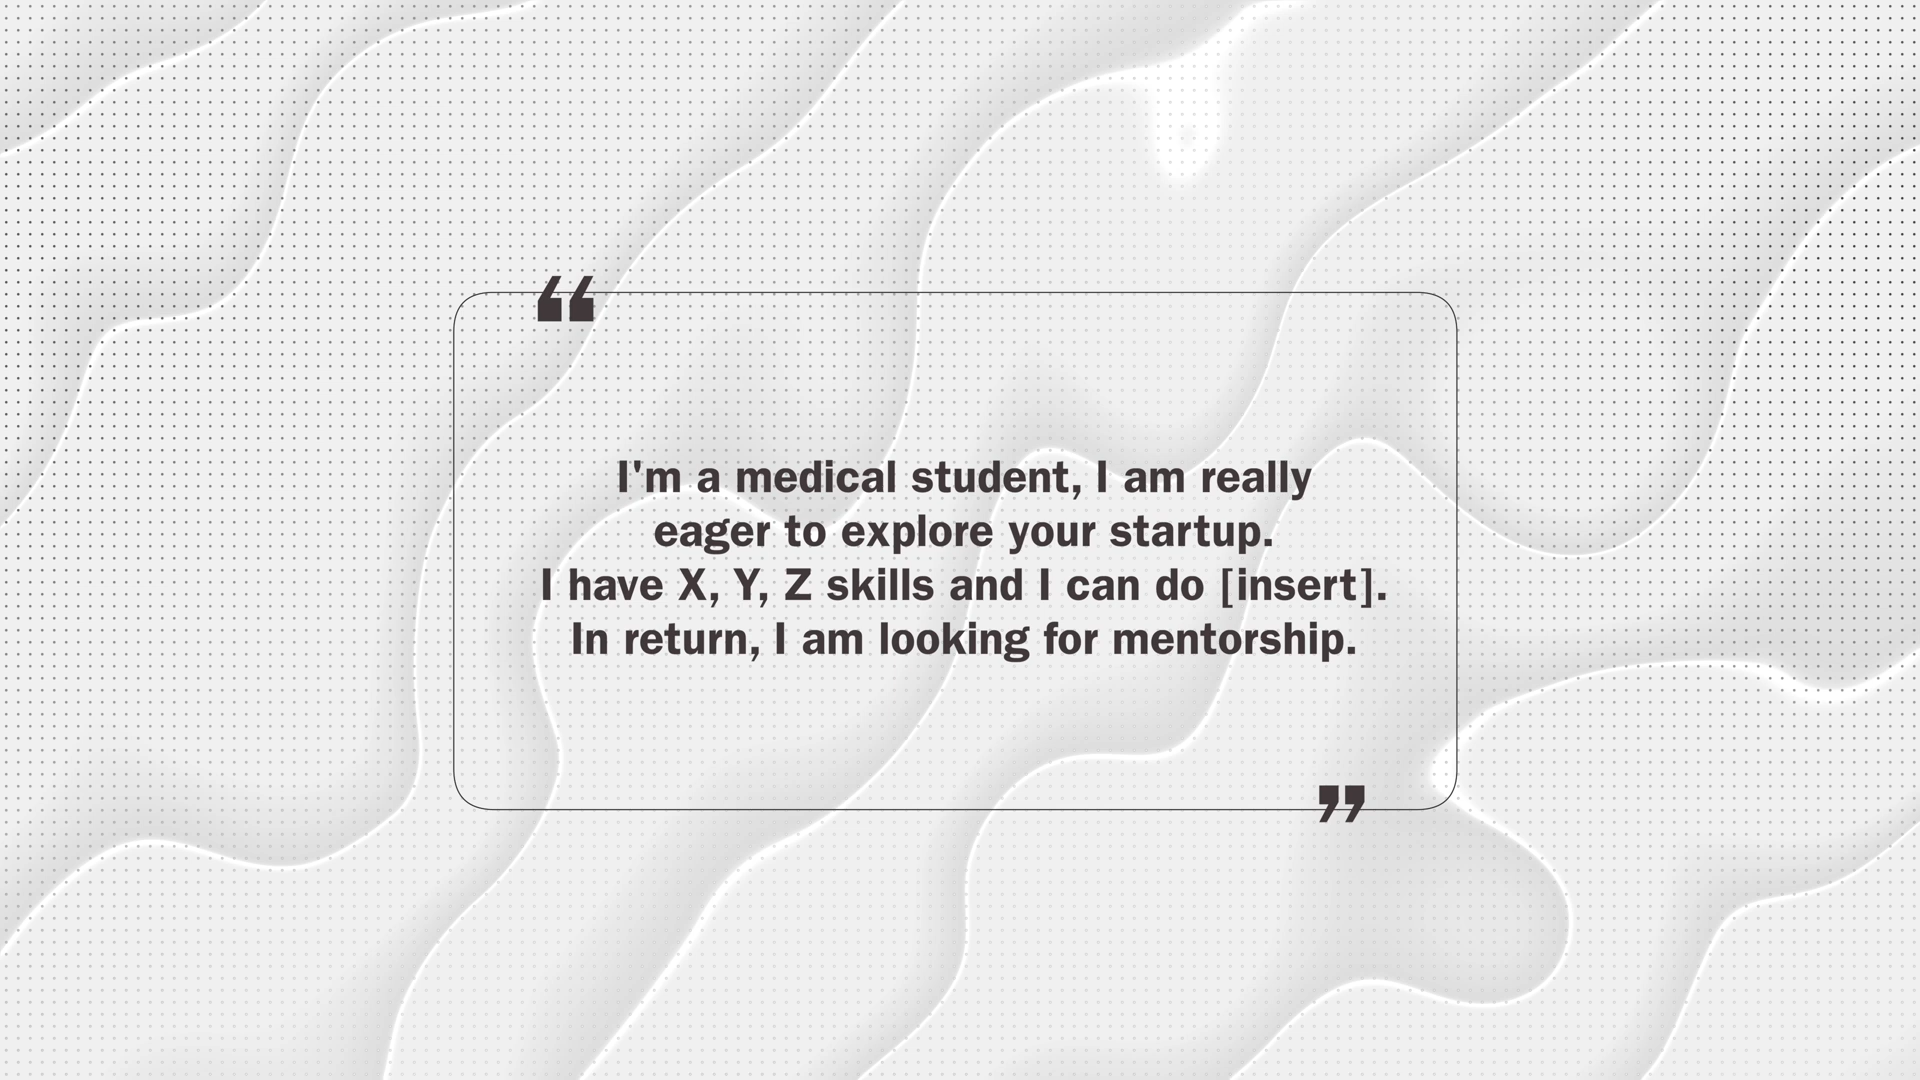 “
I'm a medical student, I am really
eager to explore your startup.
I have X, Y, Z skills and I can do [insert].
In return, I am looking for mentorship.
”